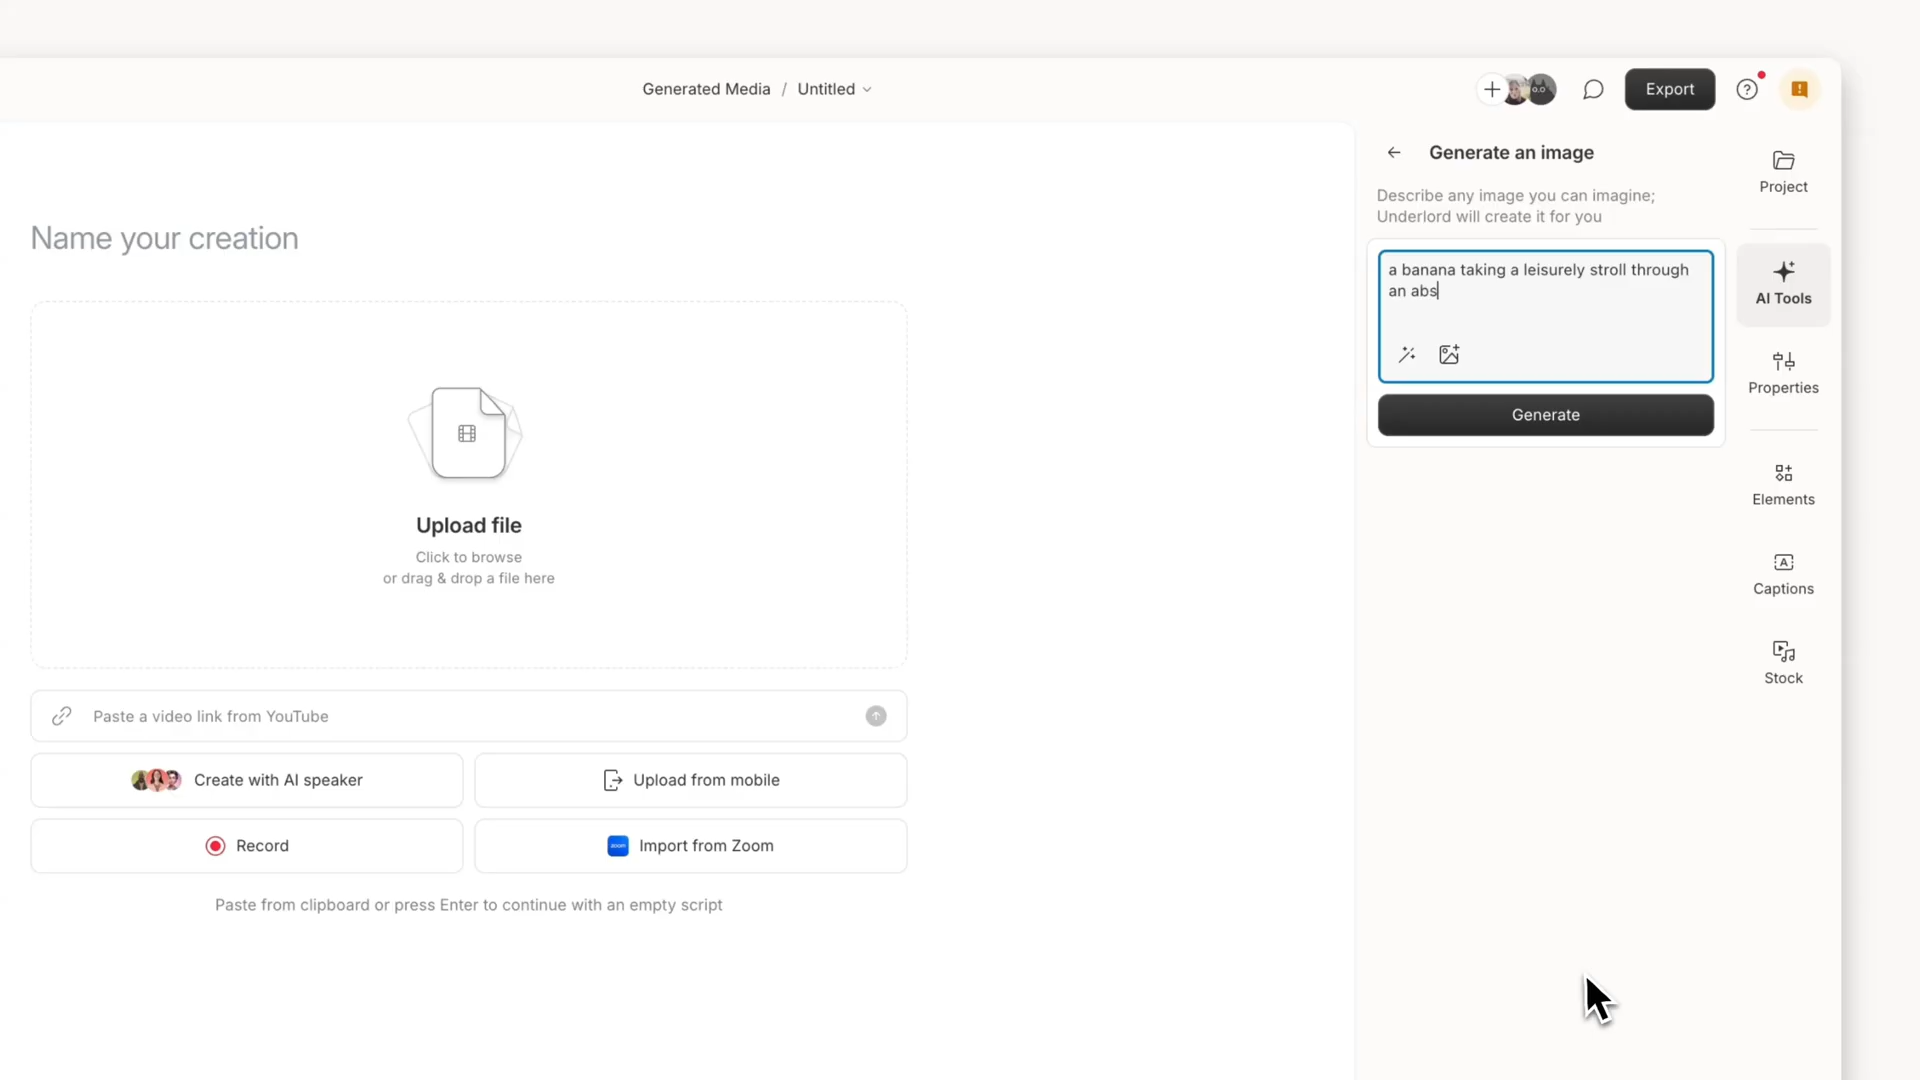 Generated Media / Untitled
Export
Generate an image
Describe any image you can imagine;
Underlord will create it for you
a banana taking a leisurely stroll through
an abs
Generate
Project
AI Tools
Properties
Elements
Captions
Stock
Name your creation
Upload file
Click to browse
or drag & drop a file here
Paste a video link from YouTube
Create with AI speaker
Upload from mobile
Record
zoom
Import from Zoom
Paste from clipboard or press Enter to continue with an empty script